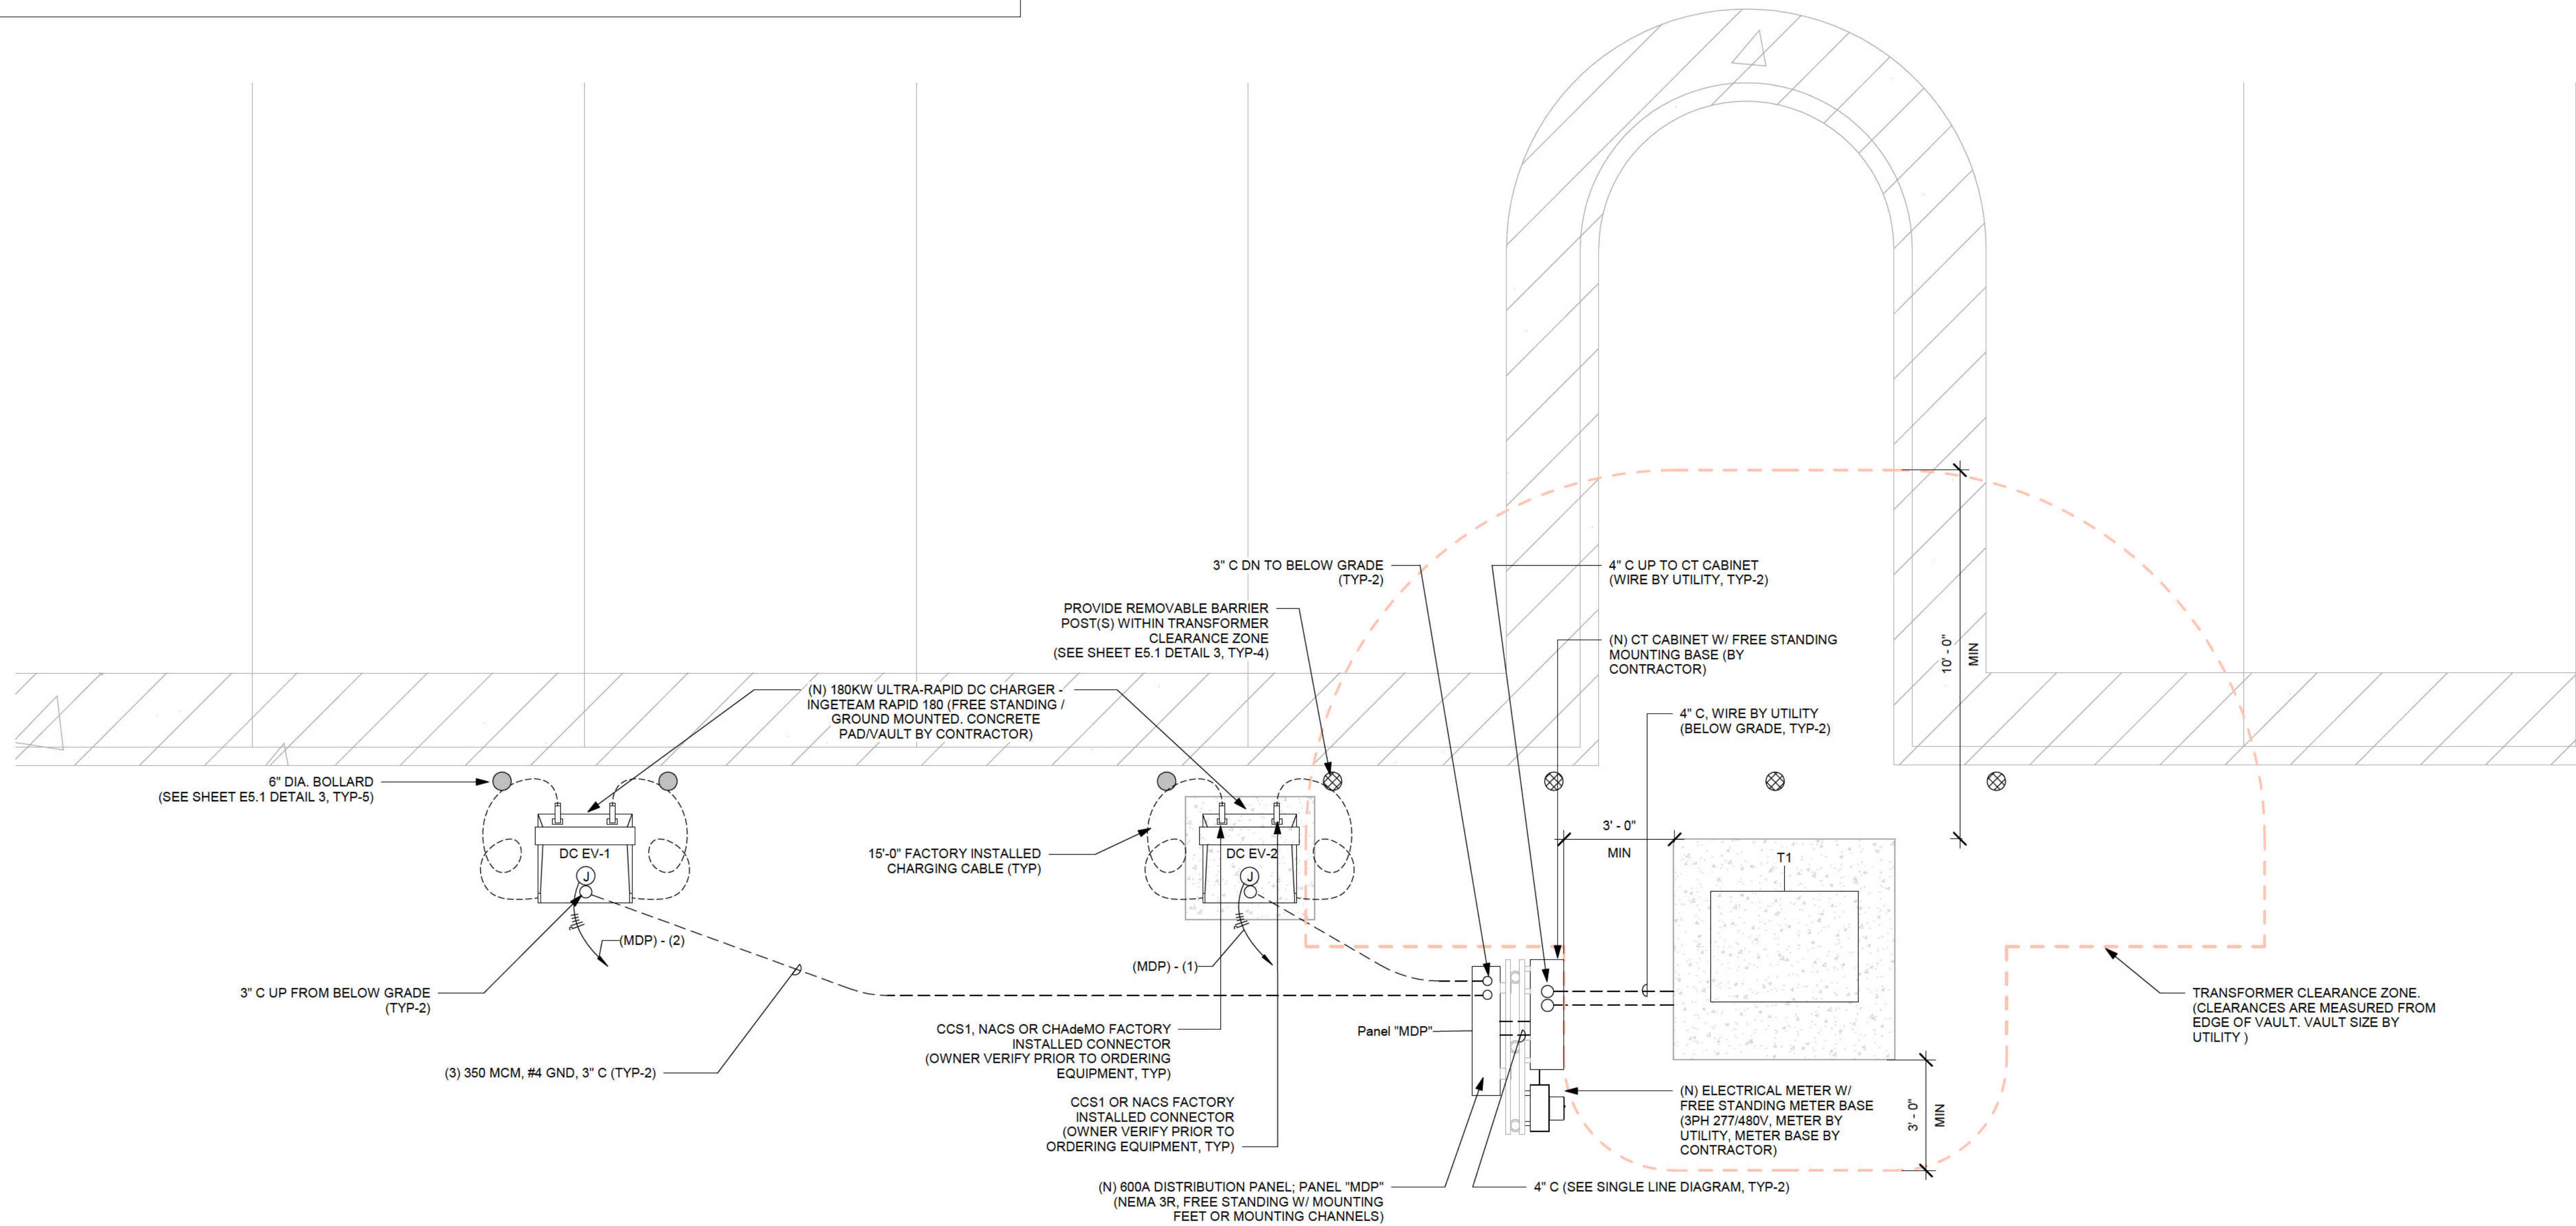 3" C DN TO BELOW GRADE
(TYP-2)
4" C UP TO CT CABINET
(WIRE BY UTILITY, TYP-2)
PROVIDE REMOVABLE BARRIER
POST(S) WITHIN TRANSFORMER
CLEARANCE ZONE
(SEE SHEET E5.1 DETAIL 3, TYP-4)
(N) CT CABINET W/ FREE STANDING
MOUNTING BASE (BY
CONTRACTOR)
10' - 0"
MIN
(N) 180KW ULTRA-RAPID DC CHARGER -
INGETEAM RAPID 180 (FREE STANDING /
GROUND MOUNTED. CONCRETE
PAD/VAULT BY CONTRACTOR)
4" C, WIRE BY UTILITY
(BELOW GRADE, TYP-2)
6" DIA. BOLLARD
(SEE SHEET E5.1 DETAIL 3, TYP-5)
3' - 0"
MIN
DC EV-1
J
15'-0" FACTORY INSTALLED
CHARGING CABLE (TYP)
DC EV-2
J
T1
(MDP) - (2)
(MDP) - (1)
3" C UP FROM BELOW GRADE
(TYP-2)
TRANSFORMER CLEARANCE ZONE.
(CLEARANCES ARE MEASURED FROM
EDGE OF VAULT. VAULT SIZE BY
UTILITY )
CCS1, NACS OR CHAdeMO FACTORY
INSTALLED CONNECTOR
(OWNER VERIFY PRIOR TO ORDERING
EQUIPMENT, TYP)
Panel "MDP"
(3) 350 MCM, #4 GND, 3" C (TYP-2)
CCS1 OR NACS FACTORY
INSTALLED CONNECTOR
(OWNER VERIFY PRIOR TO
ORDERING EQUIPMENT, TYP)
(N) ELECTRICAL METER W/
FREE STANDING METER BASE
(3PH 277/480V, METER BY
UTILITY, METER BASE BY
CONTRACTOR)
3' - 0"
MIN
(N) 600A DISTRIBUTION PANEL; PANEL "MDP"
(NEMA 3R, FREE STANDING W/ MOUNTING
FEET OR MOUNTING CHANNELS)
4" C (SEE SINGLE LINE DIAGRAM, TYP-2)